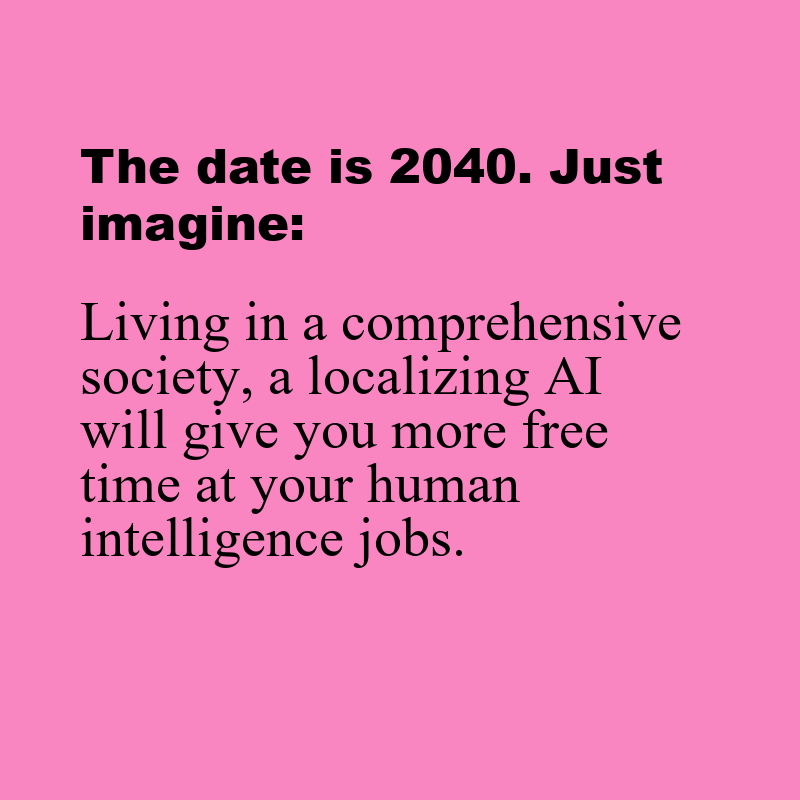 The date is 2040. Just
imagine:
Living in a comprehensive
society, a localizing AI
will give you more free
time at your human
intelligence jobs.